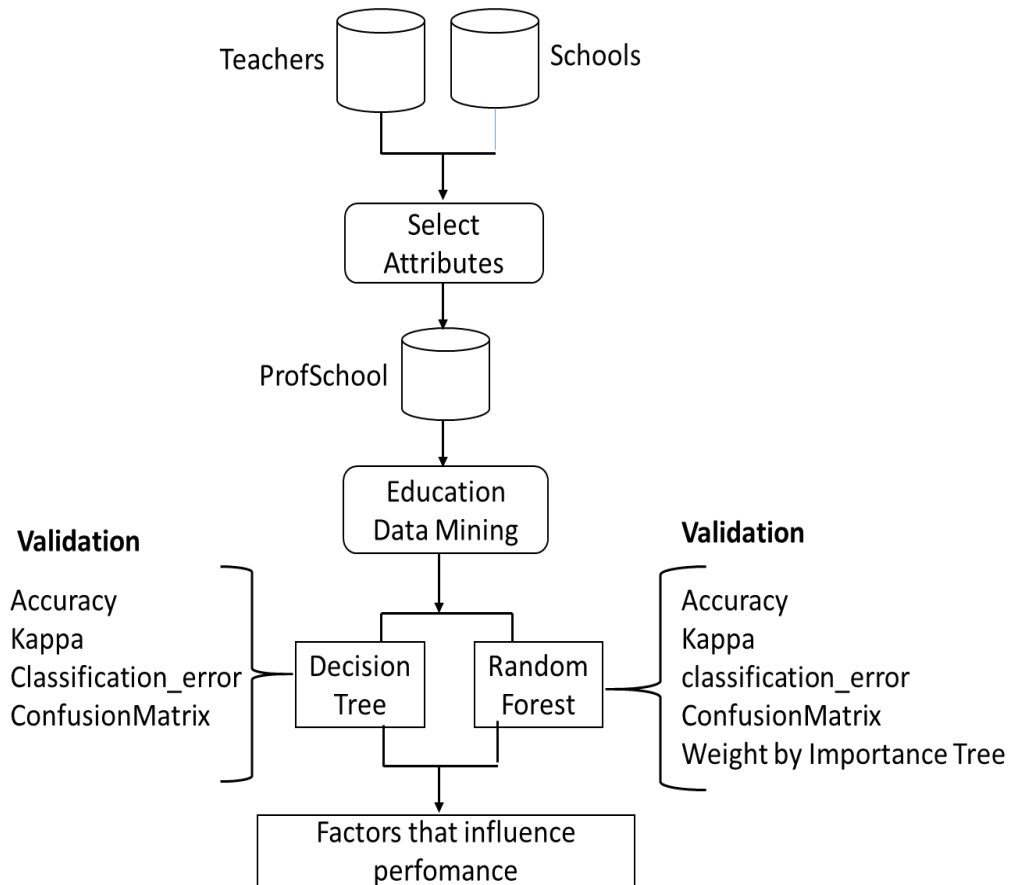 Teachers
Schools
Select
Attributes
ProfSchool
Education
Data Mining
Validation
Accuracy
Kappa
Classification_error
ConfusionMatrix
Decision
Tree
Random
Forest
Validation
Accuracy
Kappa
classification_error
ConfusionMatrix
Weight by Importance Tree
Factors that influence
perfomance